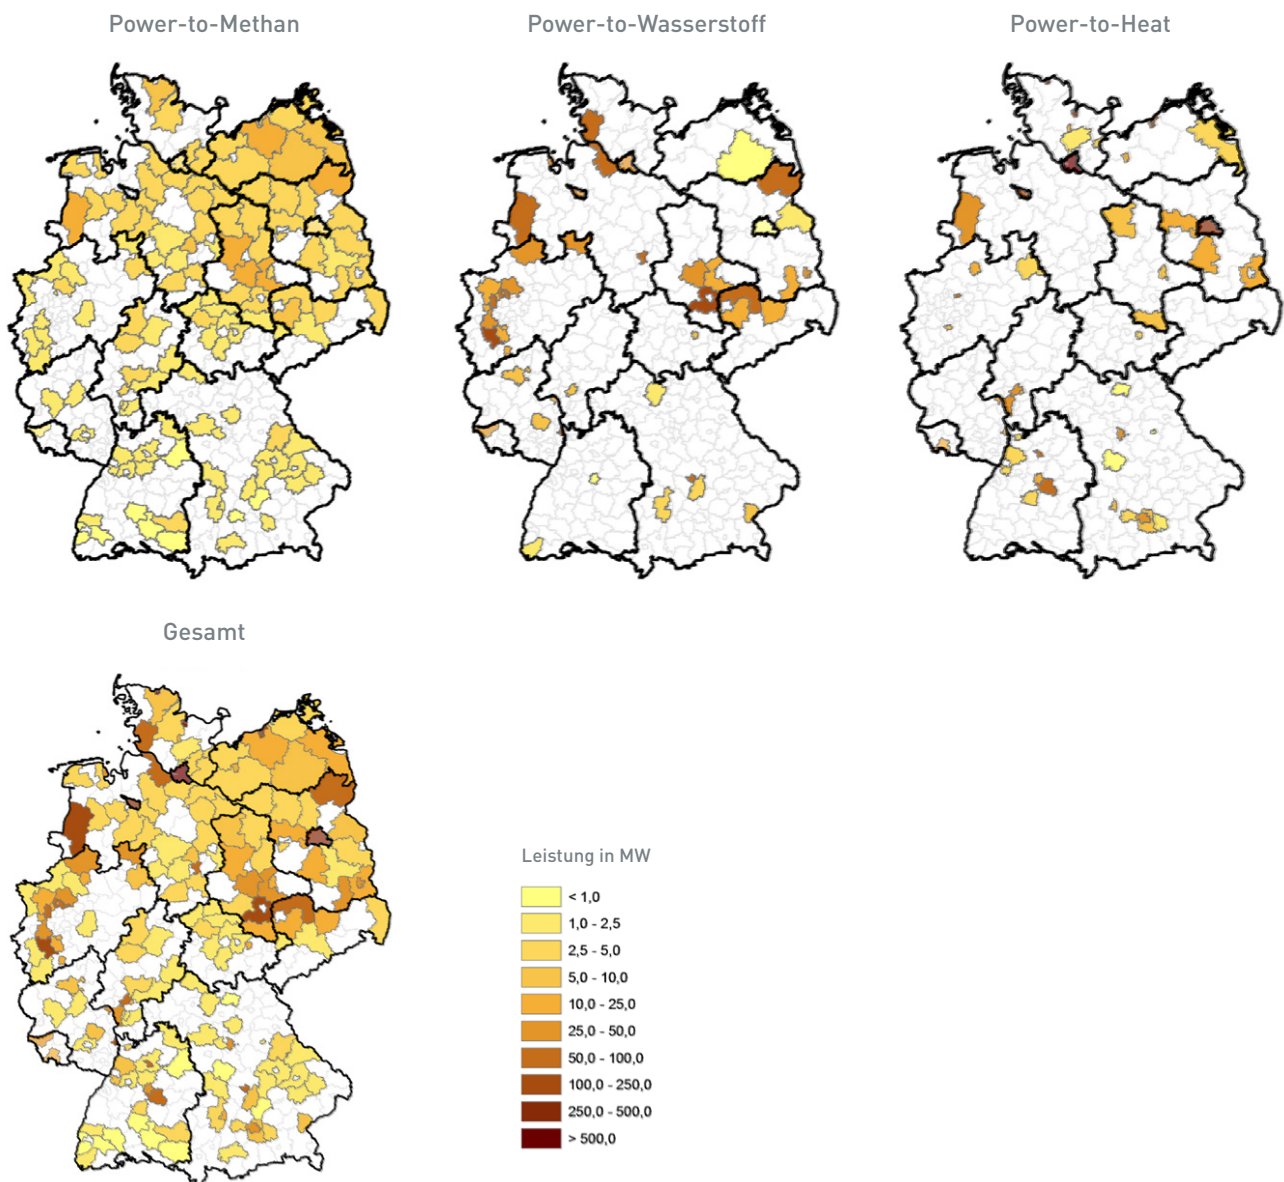 Power-to-Methan
Power-to-Wasserstoff
Power-to-Heat
Gesamt
Leistung in MW
< 1,0
1,0 - 2,5
2,5 - 5,0
5,0 - 10,0
10,0 - 25,0
25,0 - 50,0
50,0 - 100,0
100,0 - 250,0
250,0 - 500,0
> 500,0